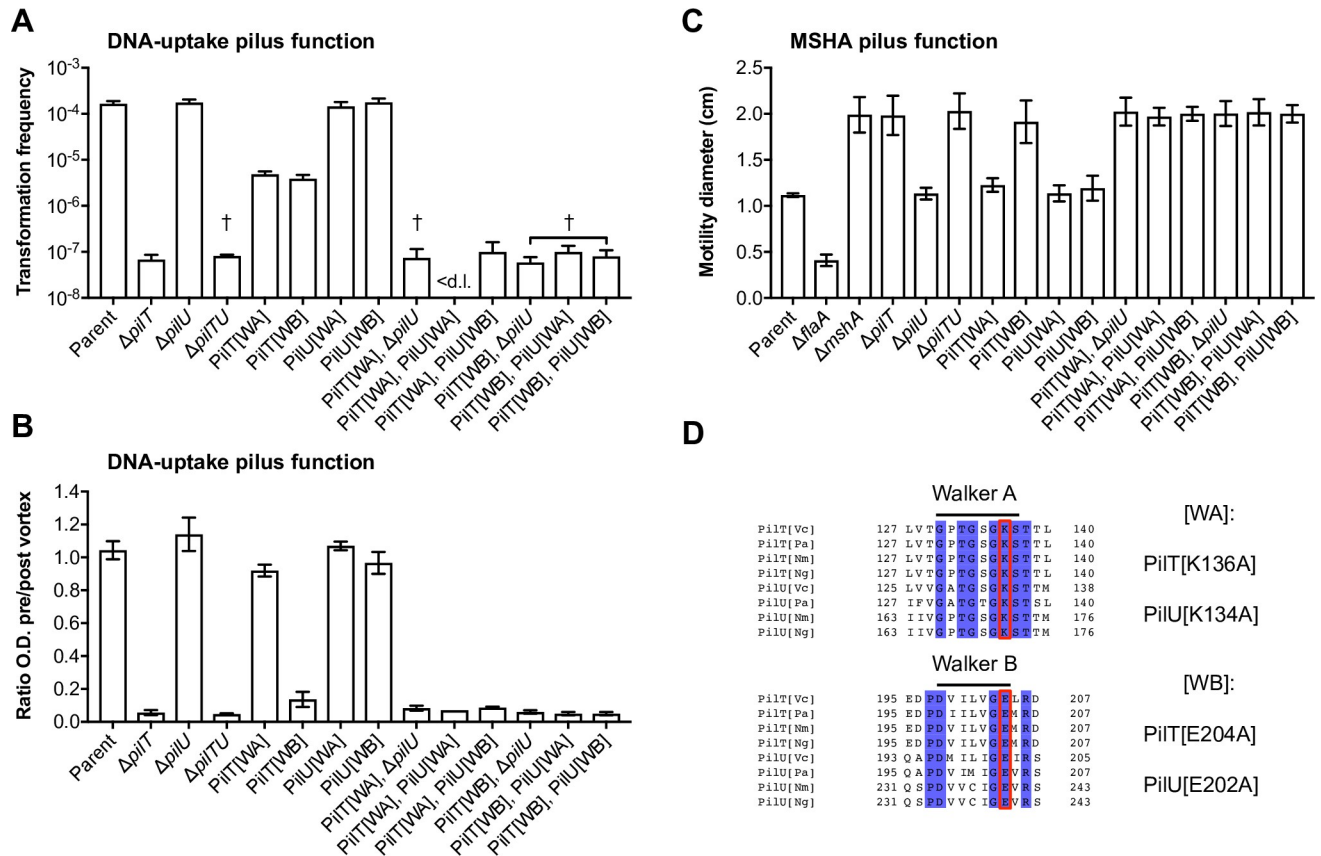 A
DNA-uptake pilus function
Transformation frequency
10-3
10-4
10-5
10-6
10-7
10-8
†
†
<d.l.
†
Parent
ΔpilT
ΔpilU
ΔpilTU
PilT[WA]
PilT[WB]
PilU[WA]
PilU[WB]
PilT[WA], ΔpilU
PilT[WA], PilU[WA]
PilT[WA], PilU[WB]
PilT[WB], ΔpilU
PilT[WB], PilU[WA]
PilT[WB], PilU[WB]
B
DNA-uptake pilus function
Ratio O.D. pre/post vortex
1.4
1.2
1.0
0.8
0.6
0.4
0.2
0.0
Parent
ΔpilT
ΔpilU
ΔpilTU
PilT[WA]
PilT[WB]
PilU[WA]
PilU[WB]
PilT[WA], ΔpilU
PilT[WA], PilU[WA]
PilT[WA], PilU[WB]
PilT[WB], ΔpilU
PilT[WB], PilU[WA]
PilT[WB], PilU[WB]
C
MSHA pilus function
Motility diameter (cm)
2.5
2.0
1.5
1.0
0.5
0.0
Parent
ΔflaA
ΔmshA
ΔpilT
ΔpilU
ΔpilTU
PilT[WA]
PilT[WB]
PilU[WA]
PilU[WB]
PilT[WA], ΔpilU
PilT[WA], PilU[WA]
PilT[WA], PilU[WB]
PilT[WB], ΔpilU
PilT[WB], PilU[WA]
PilT[WB], PilU[WB]
D
Walker A
PilT[Vc] 127 LVTGPTGSGKSTTL 140
PilT[Pa] 127 LVTGPTGSGKSTTL 140
PilT[Nm] 127 LVTGPTGSGKSTTL 140
PilT[Ng] 127 LVTGPTGSGKSTTL 140
PilU[Vc] 125 LVVGATGSGKSTTM 138
PilU[Pa] 127 IFVGATGTGKSTSL 140
PilU[Nm] 163 IIVGPTGSGKSTTM 176
PilU[Ng] 163 IIVGPTGSGKSTTM 176
[WA]:
PilT[K136A]
PilU[K134A]
Walker B
PilT[Vc] 195 EDPDVILVGELRD 207
PilT[Pa] 195 EDPDIILVGEMRD 207
PilT[Nm] 195 EDPDVILVGEMRD 207
PilT[Ng] 195 EDPDVILVGEMRD 207
PilU[Vc] 193 QAPDMILIGEIRS 205
PilU[Pa] 195 QAPDVIMIGEVRS 207
PilU[Nm] 231 QSPDVVCIGEVRS 243
PilU[Ng] 231 QSPDVVCIGEVRS 243
[WB]:
PilT[E204A]
PilU[E202A]